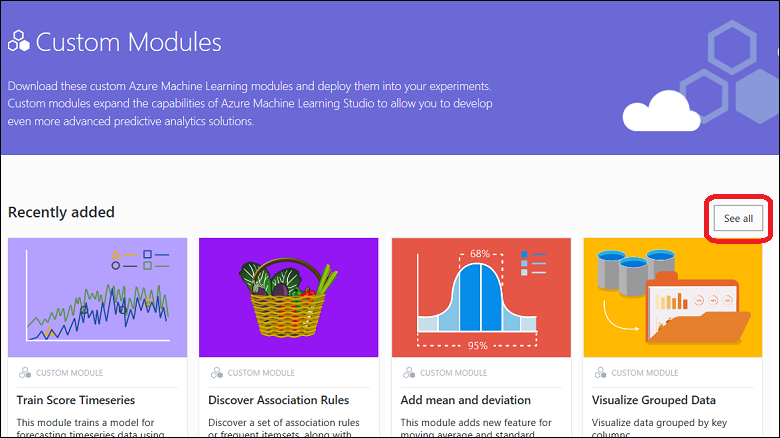 Custom Modules
Download these custom Azure Machine Learning modules and deploy them into your experiments.
Custom modules expand the capabilities of Azure Machine Learning Studio to allow you to develop
even more advanced predictive analytics solutions.
Recently added
See all
68%
95%
CUSTOM MODULE
CUSTOM MODULE
CUSTOM MODULE
CUSTOM MODULE
Train Score Timeseries
Discover Association Rules
Add mean and deviation
Visualize Grouped Data
This module trains a model for
forecasting timeseries data using
Discover a set of association rules
or frequent itemsets, along with
This module adds new feature for
moving average and standard
Visualize data grouped by key